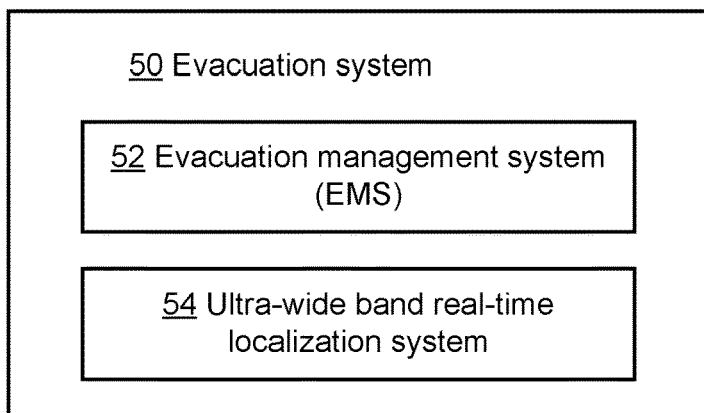 50 Evacuation system
52 Evacuation management system
(EMS)
54 Ultra-wide band real-time
localization system